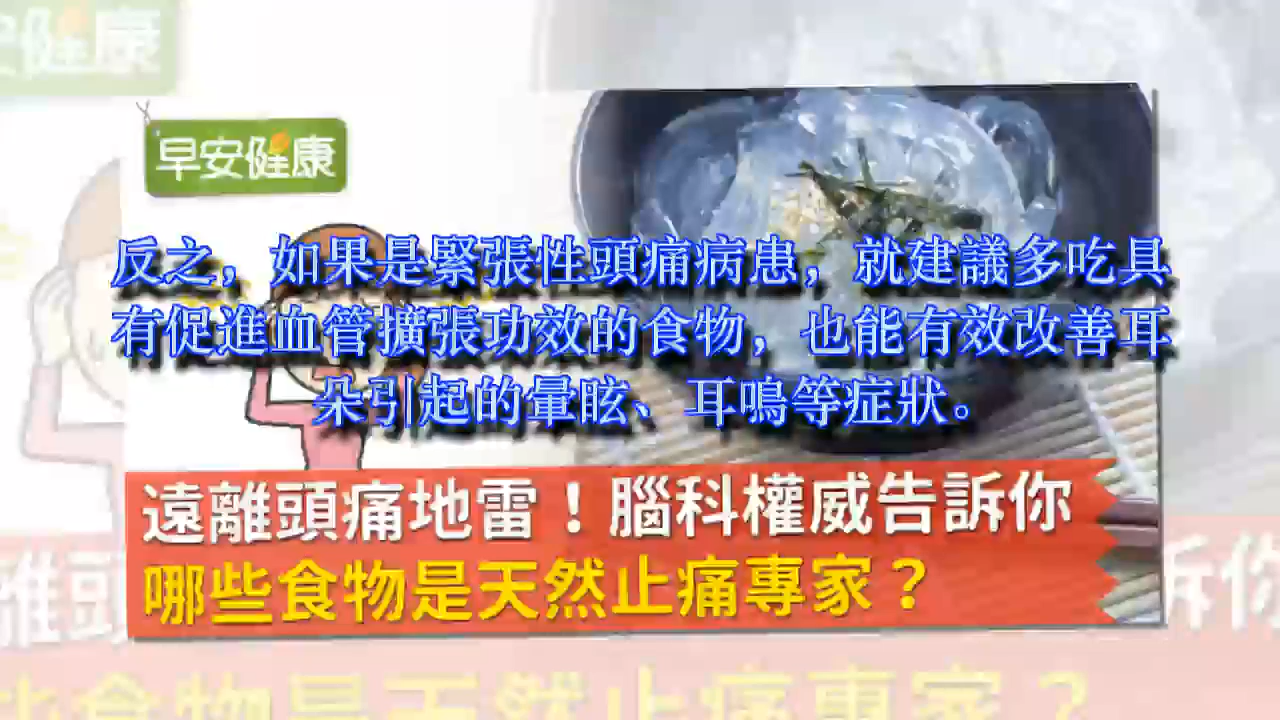 早安健康
反之，如果是緊張性頭痛病患，就建議多吃具
有促進血管擴張功效的食物，也能有效改善耳
朵引起的暈眩、耳鳴等症狀。
遠離頭痛地雷！腦科權威告訴你
哪些食物是天然止痛專家？